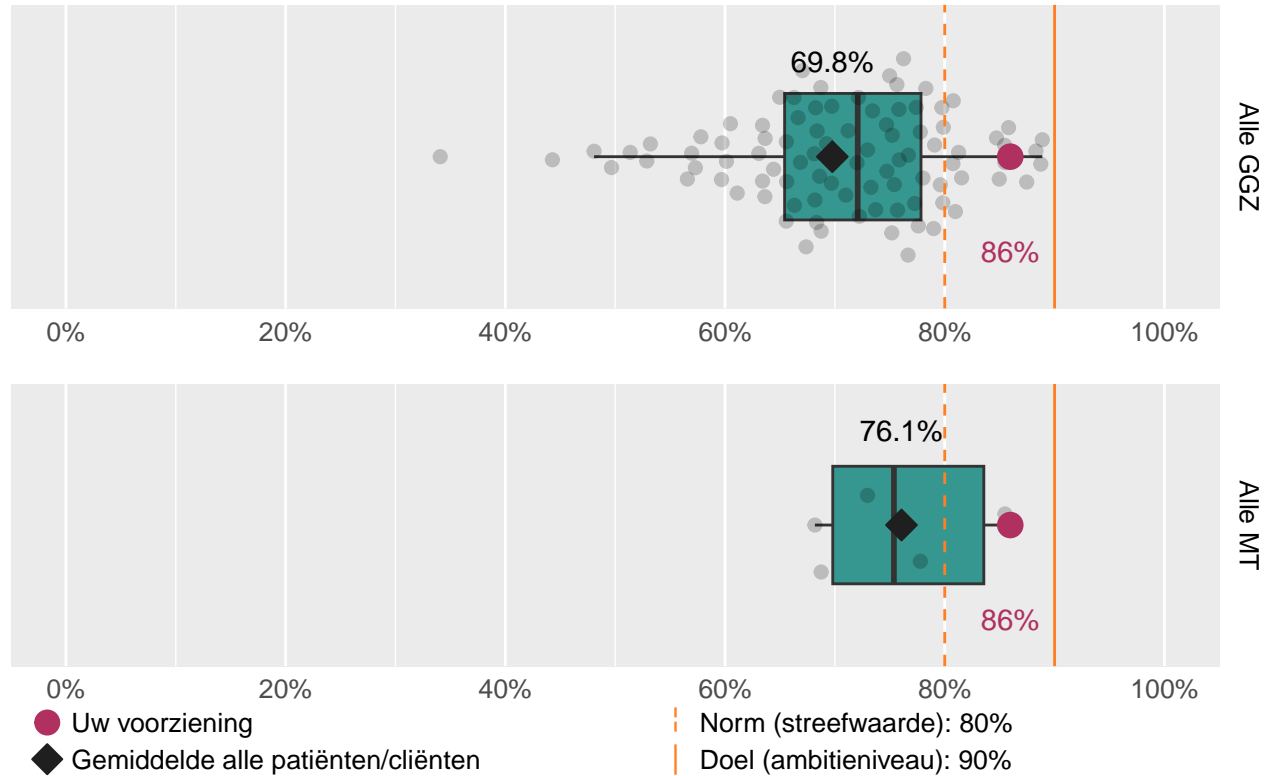 69.8%
Alle GGZ
86%
0% 20% 40% 60% 80% 100%
76.1%
Alle MT
86%
0% 20% 40% 60% 80% 100%
Uw voorziening
Gemiddelde alle patiënten/cliënten
Norm (streefwaarde): 80%
Doel (ambitieniveau): 90%